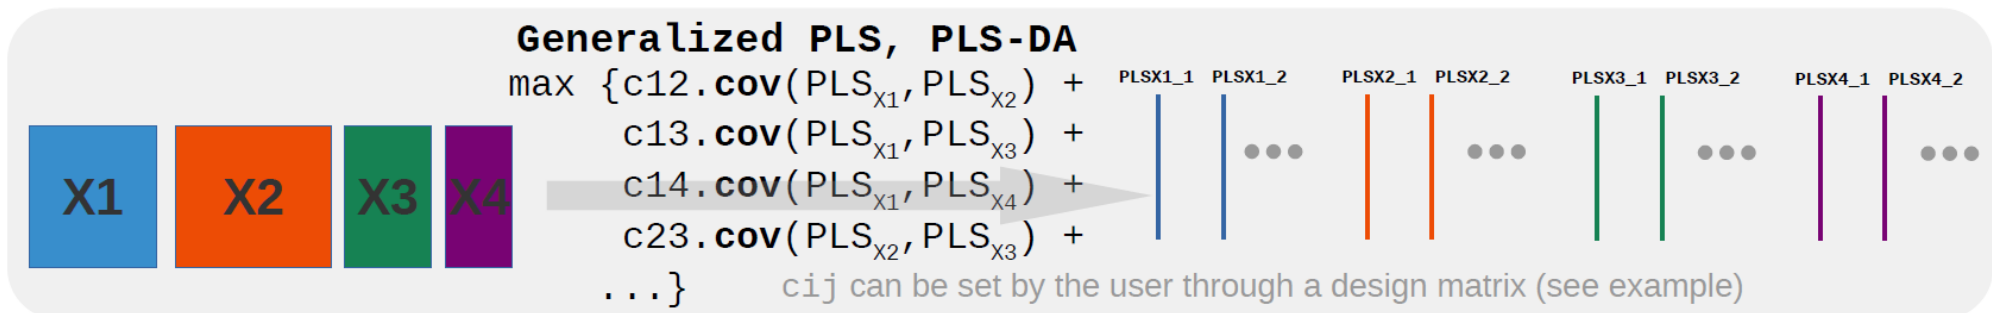 Generalized PLS, PLS-DA
max {c12.cov(PLSX1,PLSX2) +
c13.cov(PLSX1,PLSX3) +
c14.cov(PLSX1,PLSX4) +
c23.cov(PLSX2,PLSX3) +
...}
X1 X2 X3 X4
PLSX1_1 PLSX1_2 PLSX2_1 PLSX2_2 PLSX3_1 PLSX3_2 PLSX4_1 PLSX4_2
cij can be set by the user through a design matrix (see example)